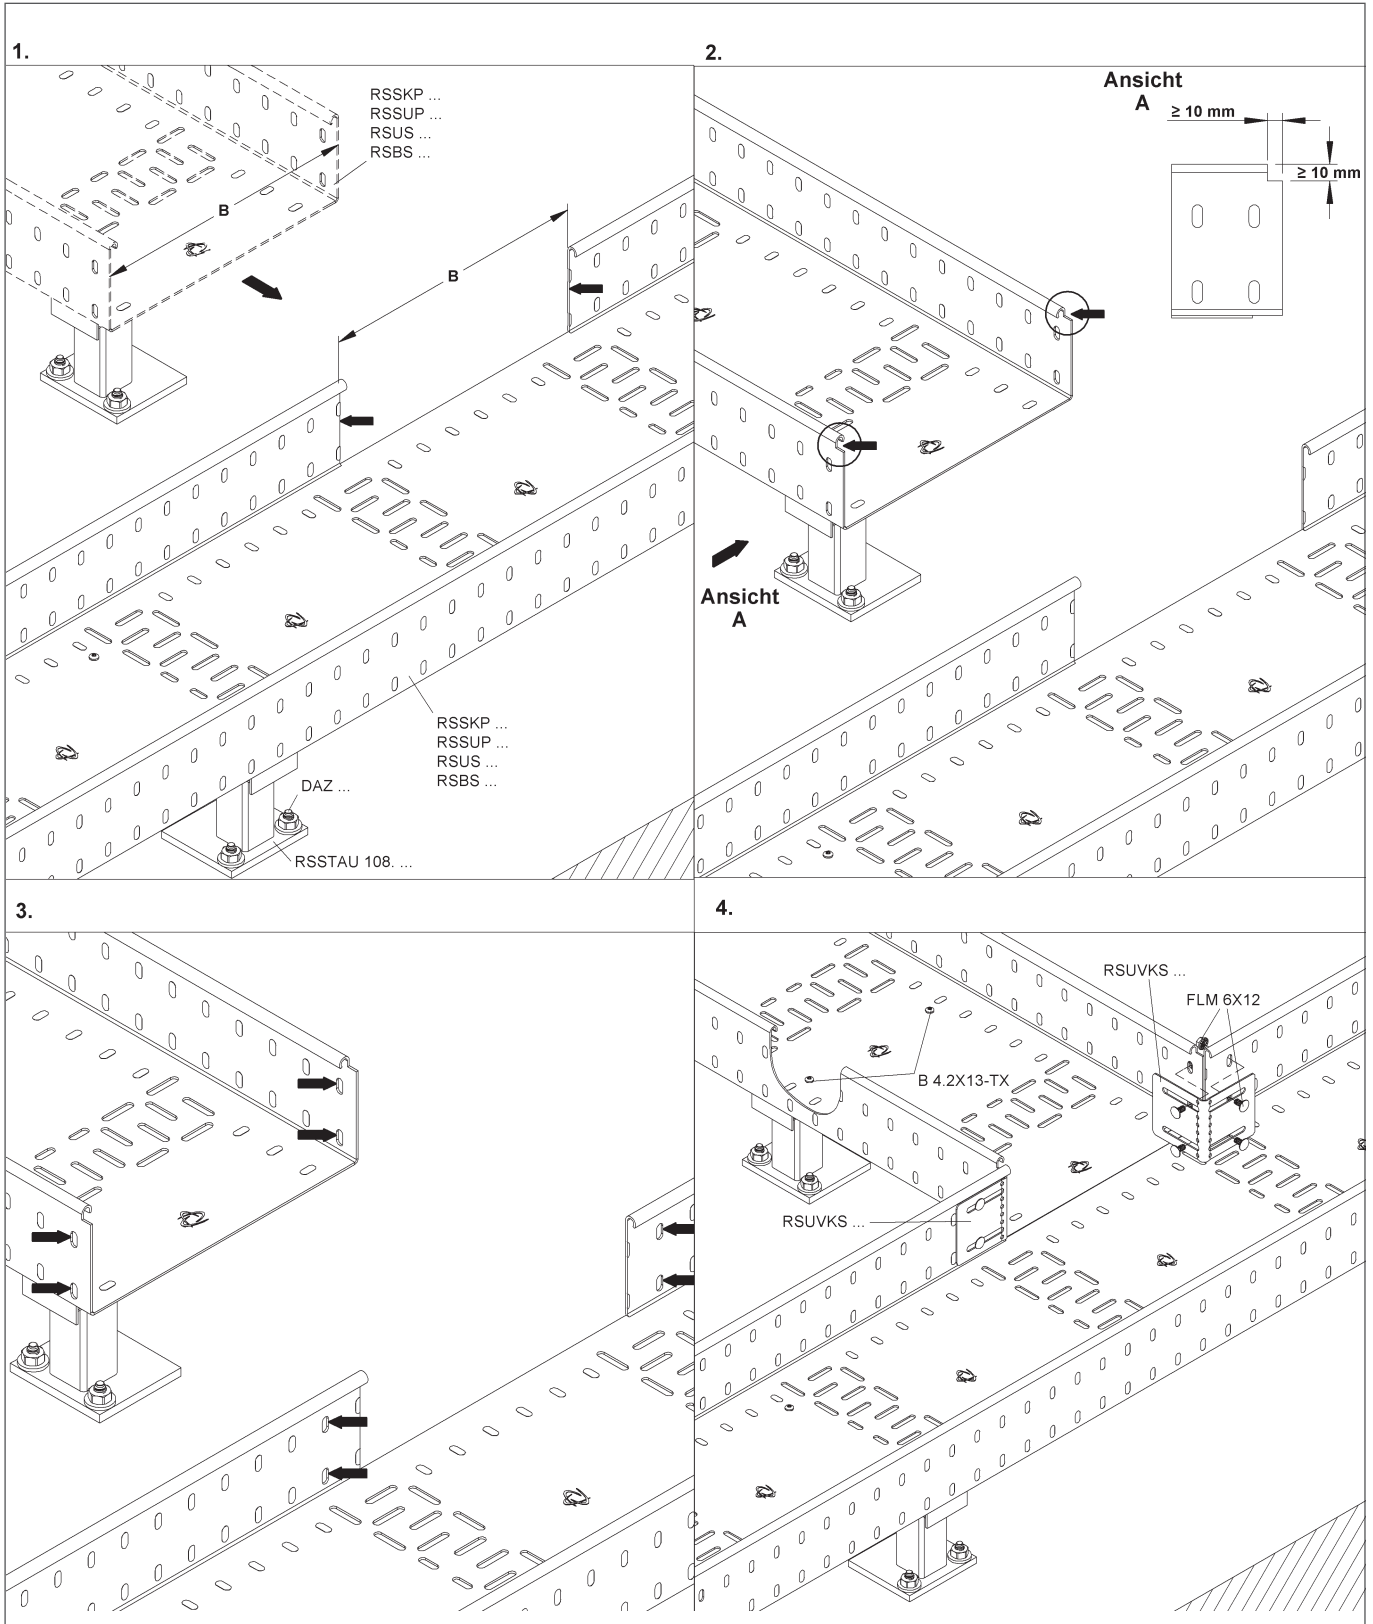 1.
RSSKP ...
RSSUP ...
RSUS ...
RSBS ...
B
B
RSSKP ...
RSSUP ...
RSUS ...
RSBS ...
DAZ ...
RSSTAU 108. ...
2.
Ansicht
A
≥ 10 mm
≥ 10 mm
Ansicht
A
3.
4.
RSUVKS ...
FLM 6X12
B 4.2X13-TX
RSUVKS ...